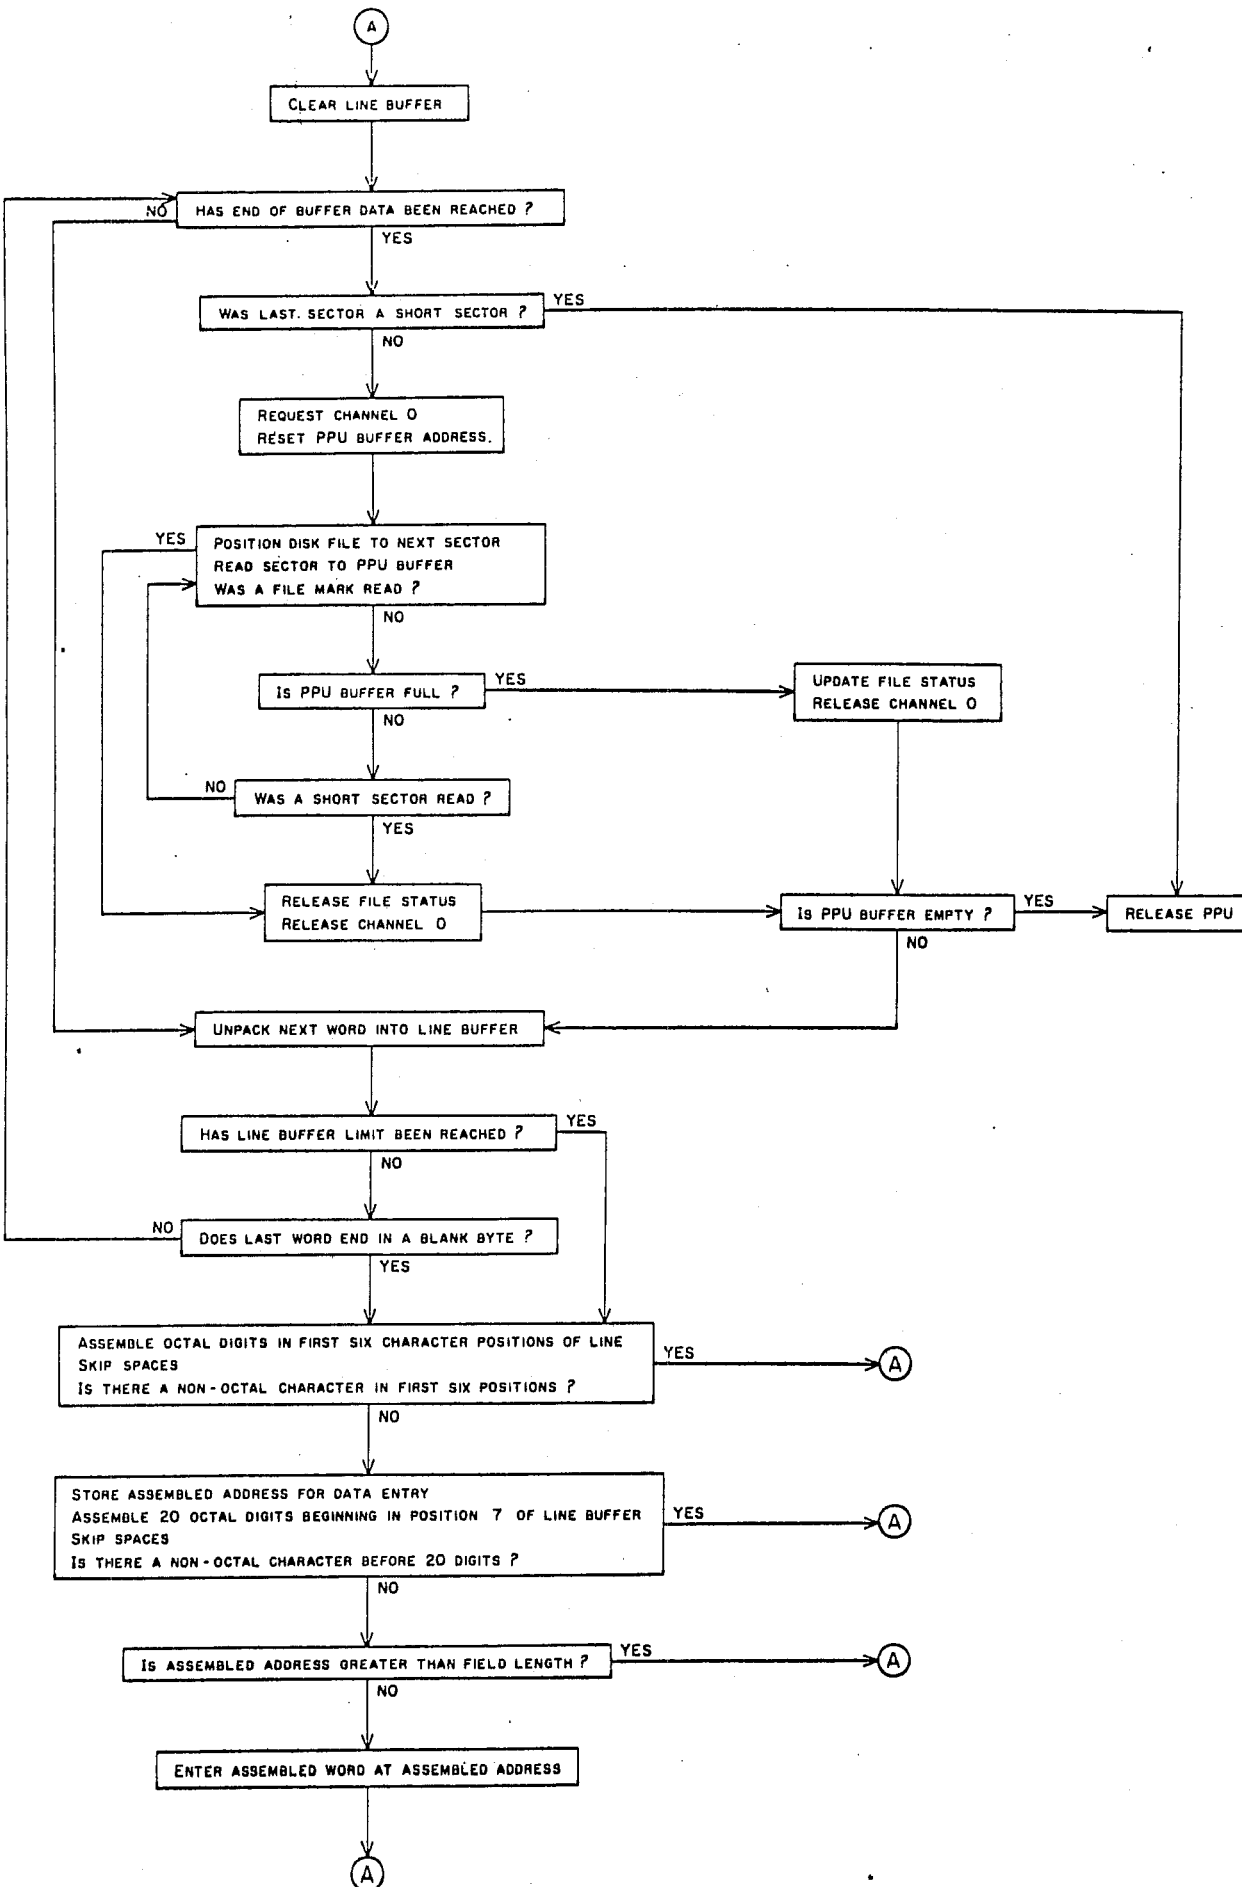 A
CLEAR LINE BUFFER
NO
HAS END OF BUFFER DATA BEEN REACHED ?
YES
WAS LAST. SECTOR A SHORT SECTOR ?
YES
NO
REQUEST CHANNEL 0
RESET PPU BUFFER ADDRESS.
YES
POSITION DISK FILE TO NEXT SECTOR
READ SECTOR TO PPU BUFFER
WAS A FILE MARK READ ?
NO
IS PPU BUFFER FULL ?
YES
UPDATE FILE STATUS
RELEASE CHANNEL 0
NO
NO
WAS A SHORT SECTOR READ ?
YES
RELEASE FILE STATUS
RELEASE CHANNEL 0
IS PPU BUFFER EMPTY ?
YES
RELEASE PPU
NO
UNPACK NEXT WORD INTO LINE BUFFER
HAS LINE BUFFER LIMIT BEEN REACHED ?
YES
NO
NO
DOES LAST WORD END IN A BLANK BYTE ?
YES
ASSEMBLE OCTAL DIGITS IN FIRST SIX CHARACTER POSITIONS OF LINE
SKIP SPACES
IS THERE A NON-OCTAL CHARACTER IN FIRST SIX POSITIONS ?
YES
A
NO
STORE ASSEMBLED ADDRESS FOR DATA ENTRY
ASSEMBLE 20 OCTAL DIGITS BEGINNING IN POSITION 7 OF LINE BUFFER
SKIP SPACES
IS THERE A NON-OCTAL CHARACTER BEFORE 20 DIGITS ?
YES
A
NO
IS ASSEMBLED ADDRESS GREATER THAN FIELD LENGTH ?
YES
A
NO
ENTER ASSEMBLED WORD AT ASSEMBLED ADDRESS
A